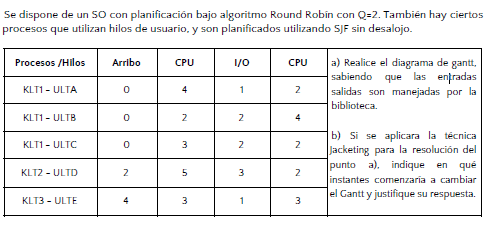 Se dispone de un SO con planificación bajo algoritmo Round Robin con Q=2. También hay ciertos
procesos que utilizan hilos de usuario, y son planificados utilizando SJF sin desalojo.
Procesos /Hilos Arribo CPU I/O CPU
KLT1 – ULTA 0 4 1 2
KLT1 – ULTB 0 2 2 4
KLT1 – ULTC 0 3 2 2
KLT2 – ULTD 2 5 3 2
KLT3 – ULTE 4 3 1 3
a) Realice el diagrama de gantt,
sabiendo que las entradas
salidas son manejadas por la
biblioteca.
b) Si se aplicara la técnica
Jacketing para la resolución del
punto a), indique en qué
instantes comenzaría a cambiar
el Gantt y justifique su respuesta.